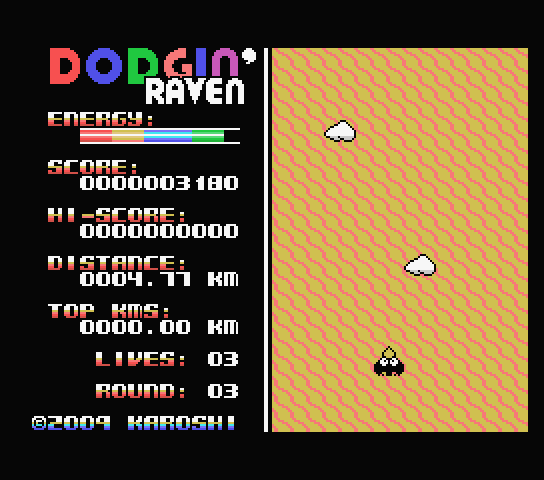 DODGIN'
RAVEN
ENERGY:
SCORE:
0000003180
HI-SCORE:
0000000000
DISTANCE:
0004.77 KM
TOP KMS:
0000.00 KM
LIVES: 03
ROUND: 03
©2009 KAROSHI